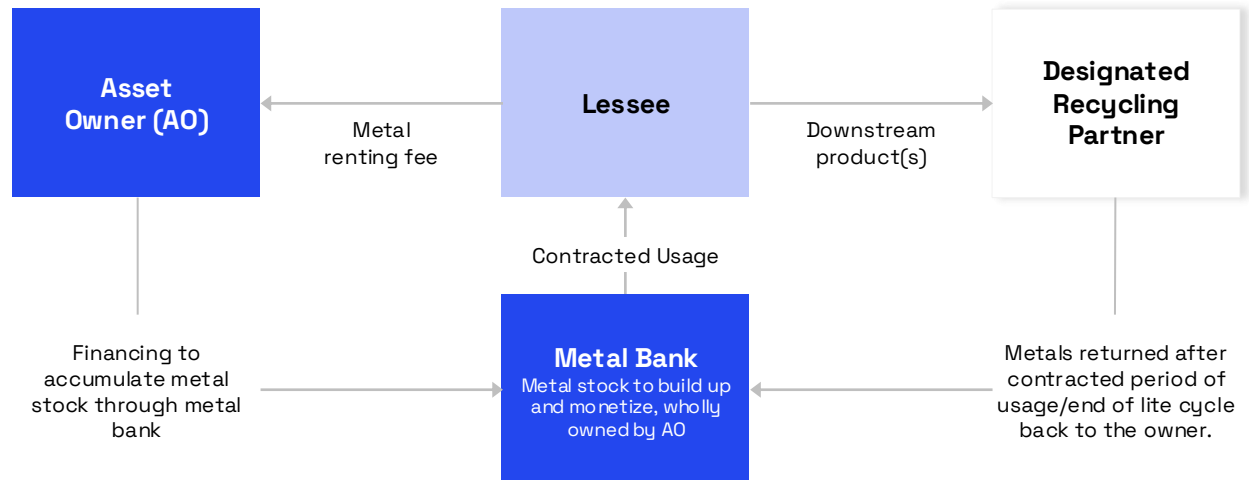 Asset
Owner (AO)
Metal
renting fee
Lessee
Downstream
product(s)
Designated
Recycling
Partner
Contracted Usage
Financing to
accumulate metal
stock through metal
bank
Metal Bank
Metal stock to build up
and monetize, wholly
owned by AO
Metals returned after
contracted period of
usage/end of lite cycle
back to the owner.